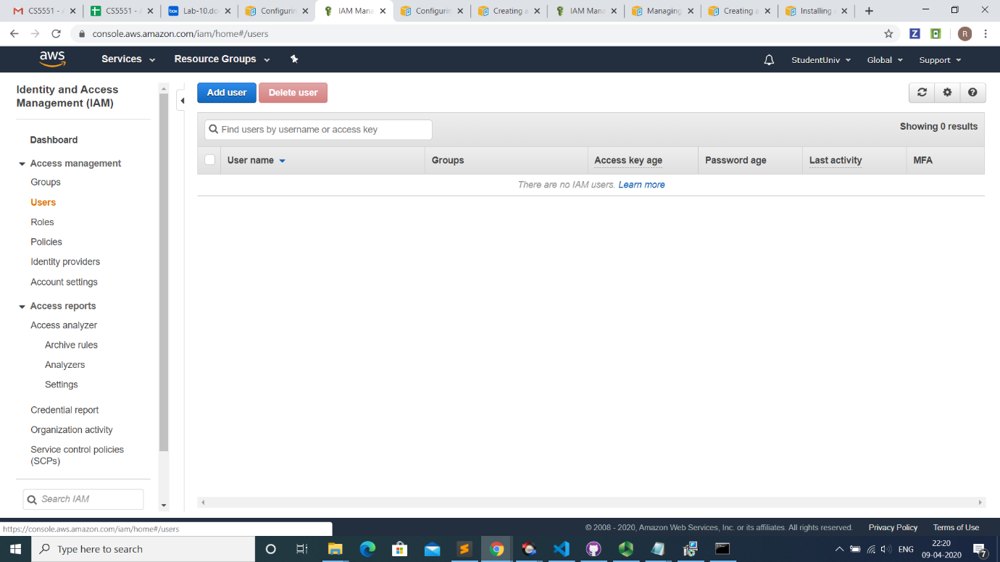 CS5551 - A
CS5551 - A
box
Lab-10.do
Configurin
IAM Mana
Configurin
Creating a
IAM Mana
Managing
Creating a
Installing A
console.aws.amazon.com/iam/home#/users
Z
R
aws
Services
Resource Groups
StudentUniv
Global
Support
Identity and Access
Management (IAM)
Dashboard
Access management
Groups
Users
Roles
Policies
Identity providers
Account settings
Access reports
Access analyzer
Archive rules
Analyzers
Settings
Credential report
Organization activity
Service control policies
(SCPs)
Search IAM
Add user
Delete user
Find users by username or access key
Showing 0 results
User name
Groups
Access key age
Password age
Last activity
MFA
There are no IAM users. Learn more
https://console.aws.amazon.com/iam/home#/users
© 2008 - 2020, Amazon Web Services, Inc. or its affiliates. All rights reserved.
Privacy Policy
Terms of Use
Type here to search
ENG
22:20
09-04-2020
7